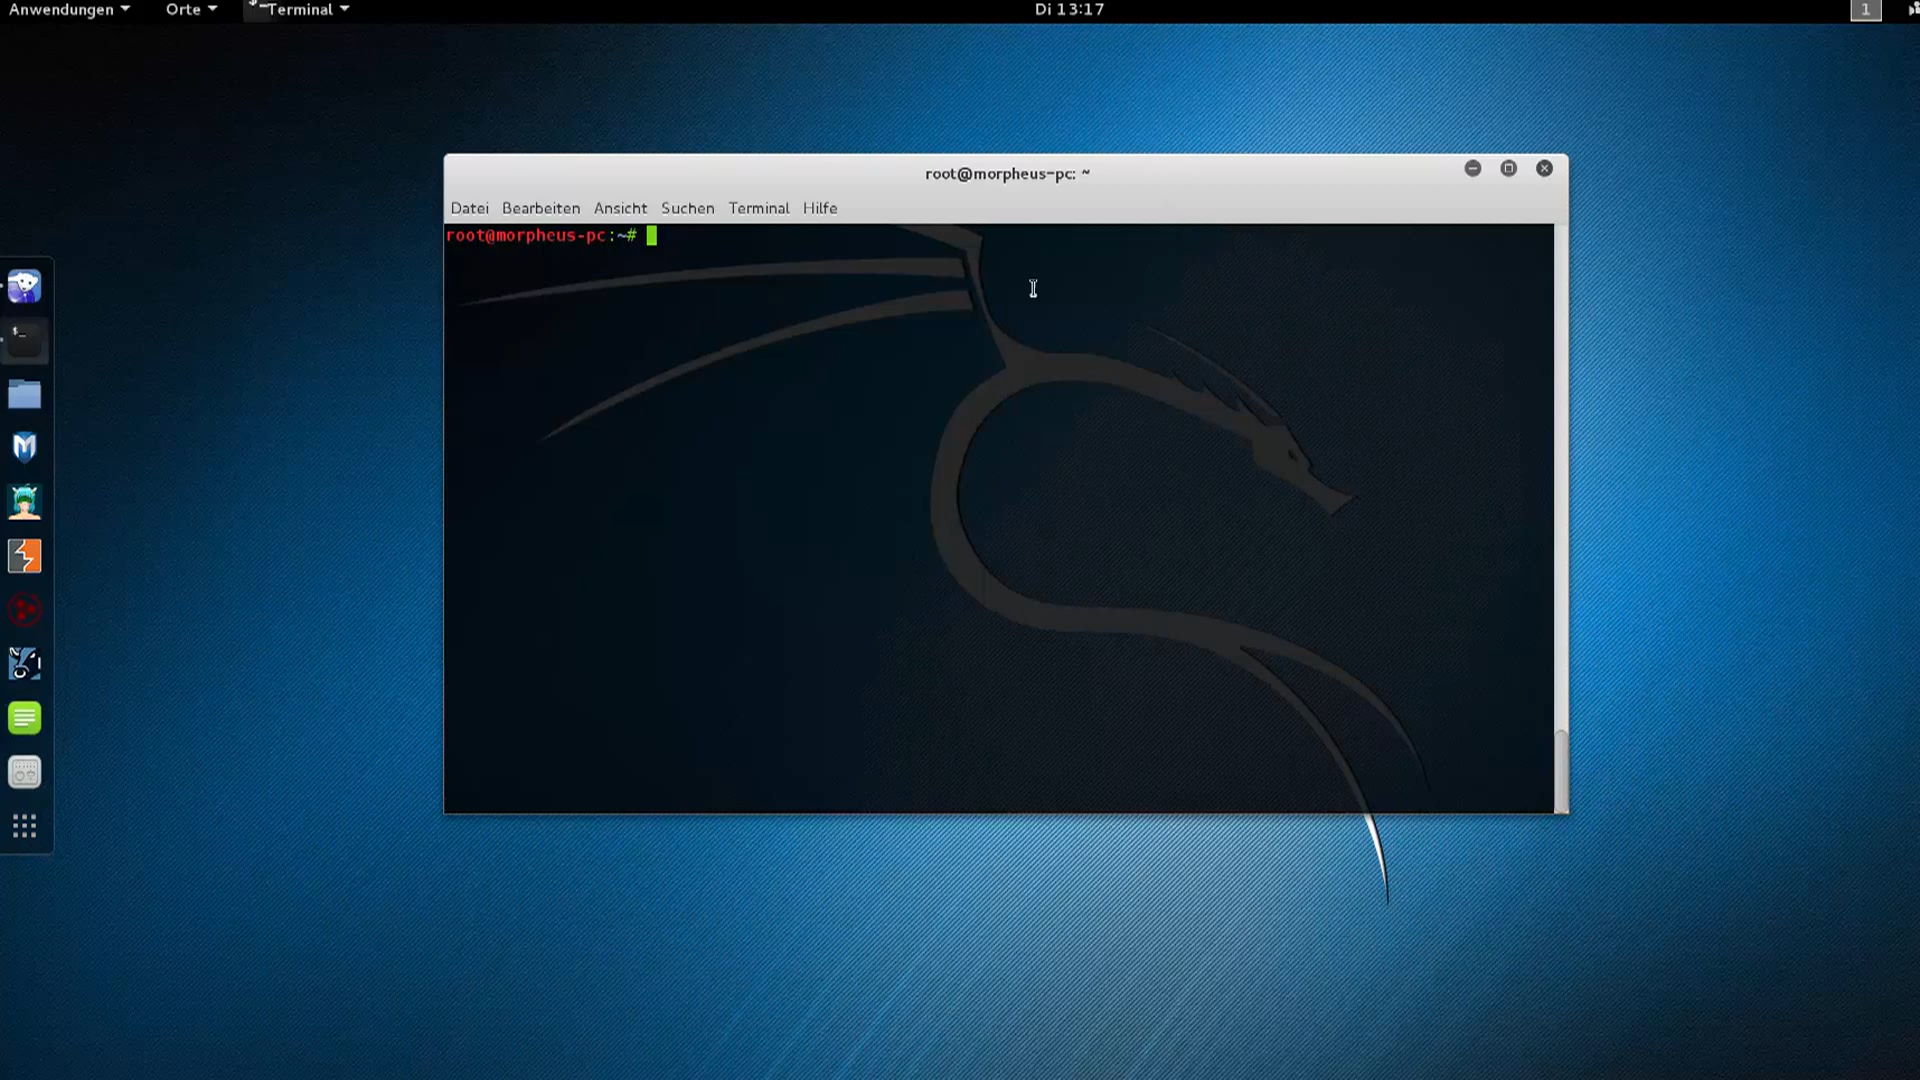 Anwendungen Orte Terminal Di 13:17 1
root@morpheus-pc: ~
Datei Bearbeiten Ansicht Suchen Terminal Hilfe
root@morpheus-pc:~#